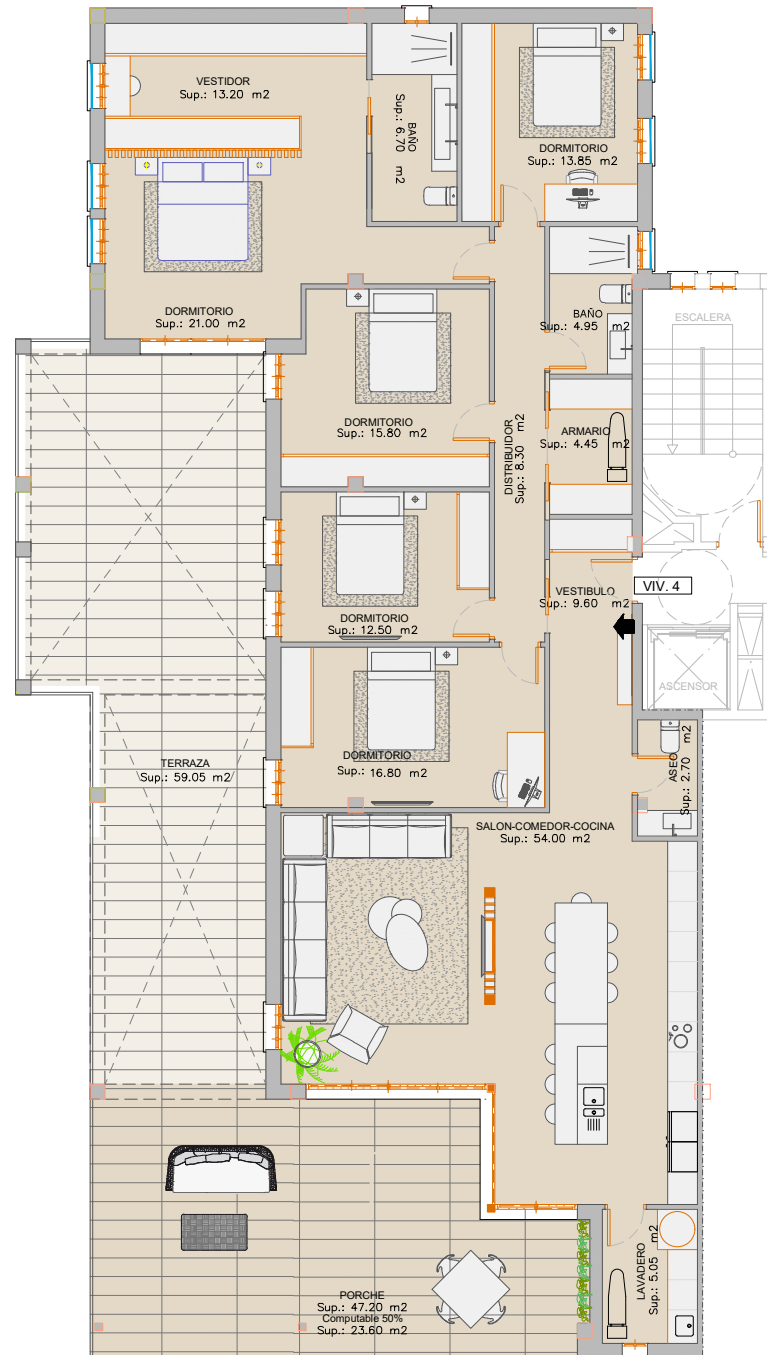 VESTIDOR
Sup.: 13.20 m2
BAÑO
Sup.: 6.70 m2
DORMITORIO
Sup.: 13.85 m2
DORMITORIO
Sup.: 21.00 m2
BAÑO
Sup.: 4.95 m2
ESCALERA
DORMITORIO
Sup.: 15.80 m2
DISTRIBUIDOR
Sup.: 8.30 m2
ARMARIO
Sup.: 4.45 m2
VIV. 4
VESTIBULO
Sup.: 9.60 m2
DORMITORIO
Sup.: 12.50 m2
ASCENSOR
DORMITORIO
Sup.: 16.80 m2
TERRAZA
Sup.: 59.05 m2
ASEO
Sup.: 2.70 m2
SALON-COMEDOR-COCINA
Sup.: 54.00 m2
LAVADERO
Sup.: 5.05 m2
PORCHE
Sup.: 47.20 m2
Computable 50%
Sup.: 23.60 m2